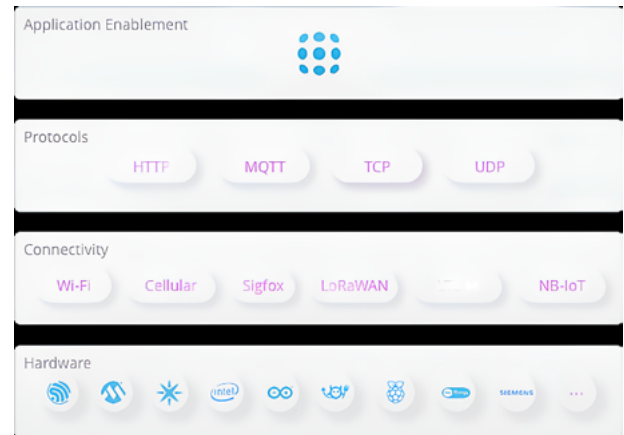 Application Enablement
Protocols
HTTP MQTT TCP UDP
Connectivity
Wi-Fi Cellular Sigfox LoRaWAN NB-IoT
Hardware
intel SIEMENS ...